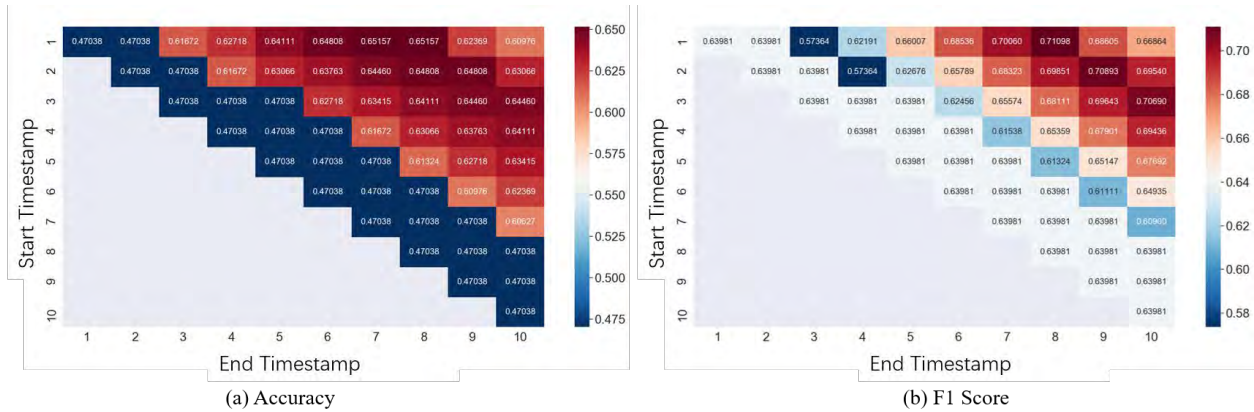 0.47038 0.47038 0.61672 0.62718 0.64111 0.64808 0.65157 0.65157 0.62369 0.60976
0.47038 0.47038 0.61672 0.63066 0.63763 0.64460 0.64808 0.64808 0.63066
0.47038 0.47038 0.47038 0.62718 0.63415 0.64111 0.64460 0.64460
0.47038 0.47038 0.47038 0.61672 0.63066 0.63763 0.64111
0.47038 0.47038 0.47038 0.61324 0.62718 0.63415
0.47038 0.47038 0.47038 0.60976 0.62369
0.47038 0.47038 0.47038 0.60627
0.47038 0.47038 0.47038
0.47038 0.47038
0.47038
1 2 3 4 5 6 7 8 9 10
Start Timestamp
1 2 3 4 5 6 7 8 9 10
End Timestamp
0.650
0.625
0.600
0.575
0.550
0.525
0.500
0.475
(a) Accuracy
0.63981 0.63981 0.57364 0.62191 0.66007 0.68536 0.70060 0.71098 0.68605 0.66864
0.63981 0.63981 0.57364 0.62676 0.65789 0.68323 0.69851 0.70893 0.69540
0.63981 0.63981 0.63981 0.62456 0.65574 0.68111 0.69643 0.70690
0.63981 0.63981 0.63981 0.61538 0.65359 0.67901 0.69436
0.63981 0.63981 0.63981 0.61324 0.65147 0.67692
0.63981 0.63981 0.63981 0.61111 0.64935
0.63981 0.63981 0.63981 0.60900
0.63981 0.63981 0.63981
0.63981 0.63981
0.63981
1 2 3 4 5 6 7 8 9 10
Start Timestamp
1 2 3 4 5 6 7 8 9 10
End Timestamp
0.70
0.68
0.66
0.64
0.62
0.60
0.58
(b) F1 Score